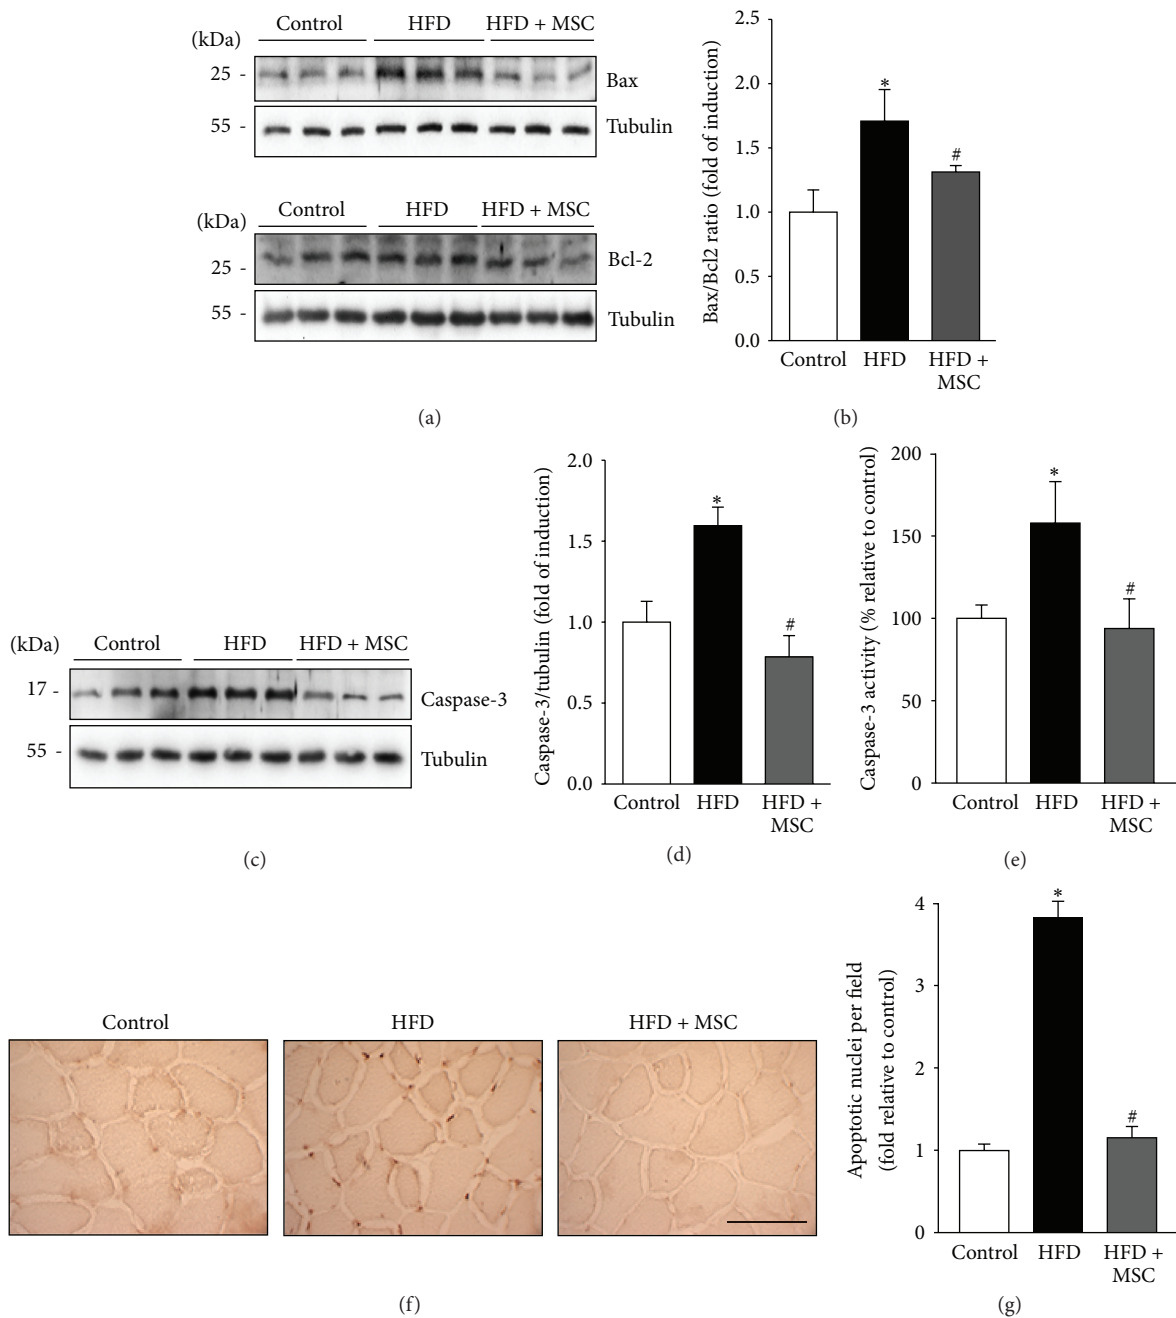 Control HFD HFD + MSC
(kDa)
25 - Bax
55 - Tubulin
Control HFD HFD + MSC
(kDa)
25 - Bcl-2
55 - Tubulin
(a)
Bax/Bcl2 ratio (fold of induction)
2.5
2.0
1.5
1.0
0.5
0.0
*
#
Control HFD HFD +
MSC
(b)
(kDa) Control HFD HFD + MSC
17 - Caspase-3
55 - Tubulin
(c)
Caspase-3/tubulin (fold of induction)
2.0
1.5
1.0
0.5
0.0
*
#
Control HFD HFD +
MSC
(d)
Caspase-3 activity (% relative to control)
200
150
100
50
0
*
#
Control HFD HFD +
MSC
(e)
Control HFD HFD + MSC
(f)
Apoptotic nuclei per field
(fold relative to control)
4
3
2
1
0
*
#
Control HFD HFD +
MSC
(g)